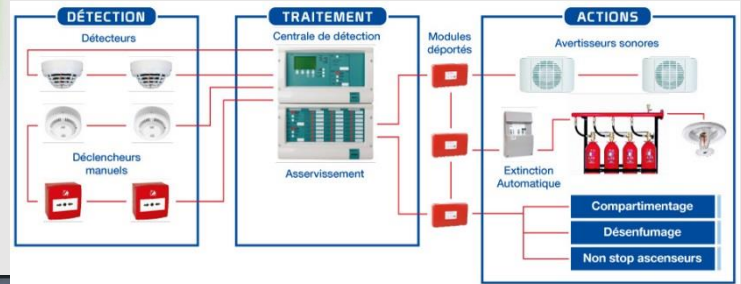 DÉTECTION
Détecteurs
Déclencheurs
manuels
TRAITEMENT
Centrale de détection
Asservissement
Modules
déportés
ACTIONS
Avertisseurs sonores
Extinction
Automatique
Compartimentage
Désenfumage
Non stop ascenseurs